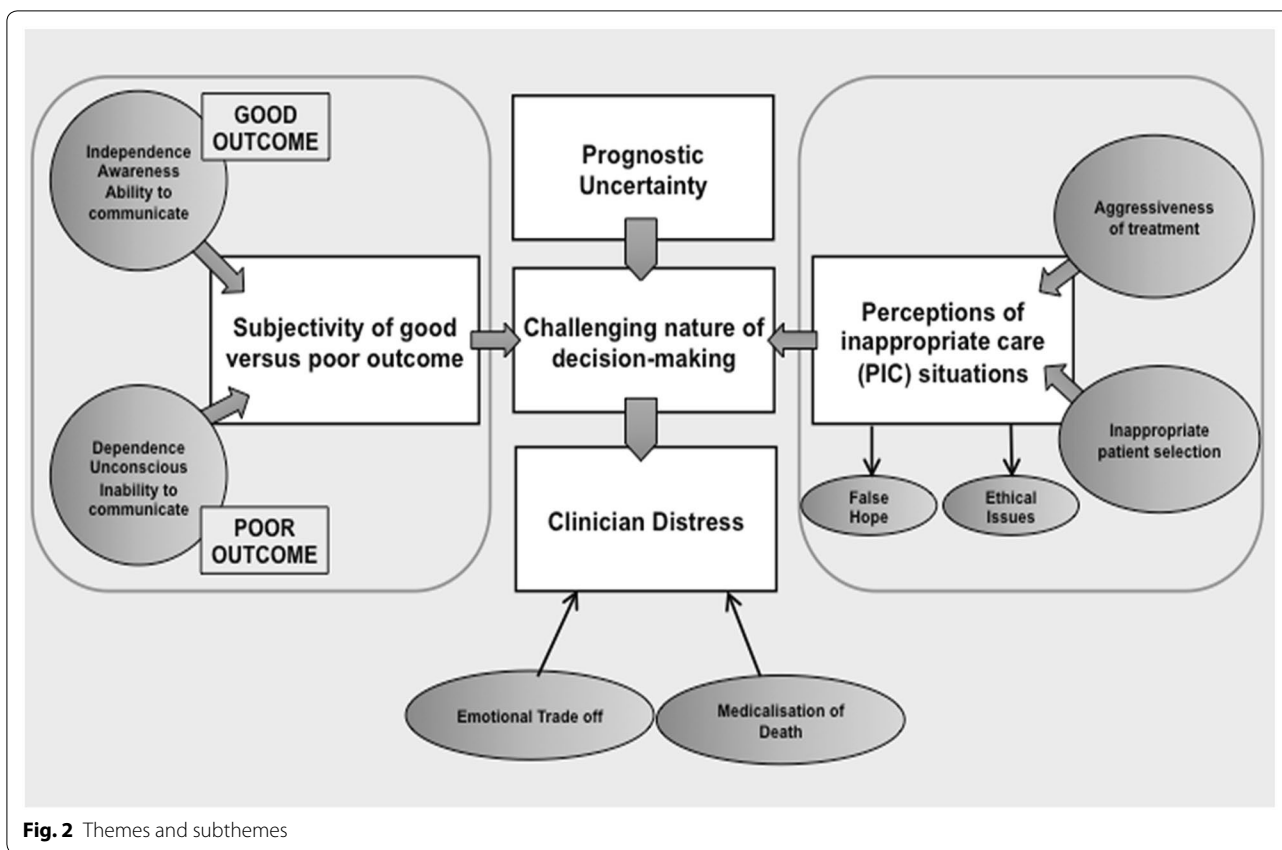 GOOD
OUTCOME
Independence
Awareness
Ability to
communicate
Subjectivity of good
versus poor outcome
Dependence
Unconscious
Inability to
communicate
POOR
OUTCOME
Prognostic
Uncertainty
Challenging nature of
decision-making
Clinician Distress
Emotional Trade off
Medicalisation of
Death
Perceptions of
inappropriate care
(PIC) situations
Aggressiveness
of treatment
Inappropriate
patient selection
False
Hope
Ethical
Issues
Fig. 2 Themes and subthemes